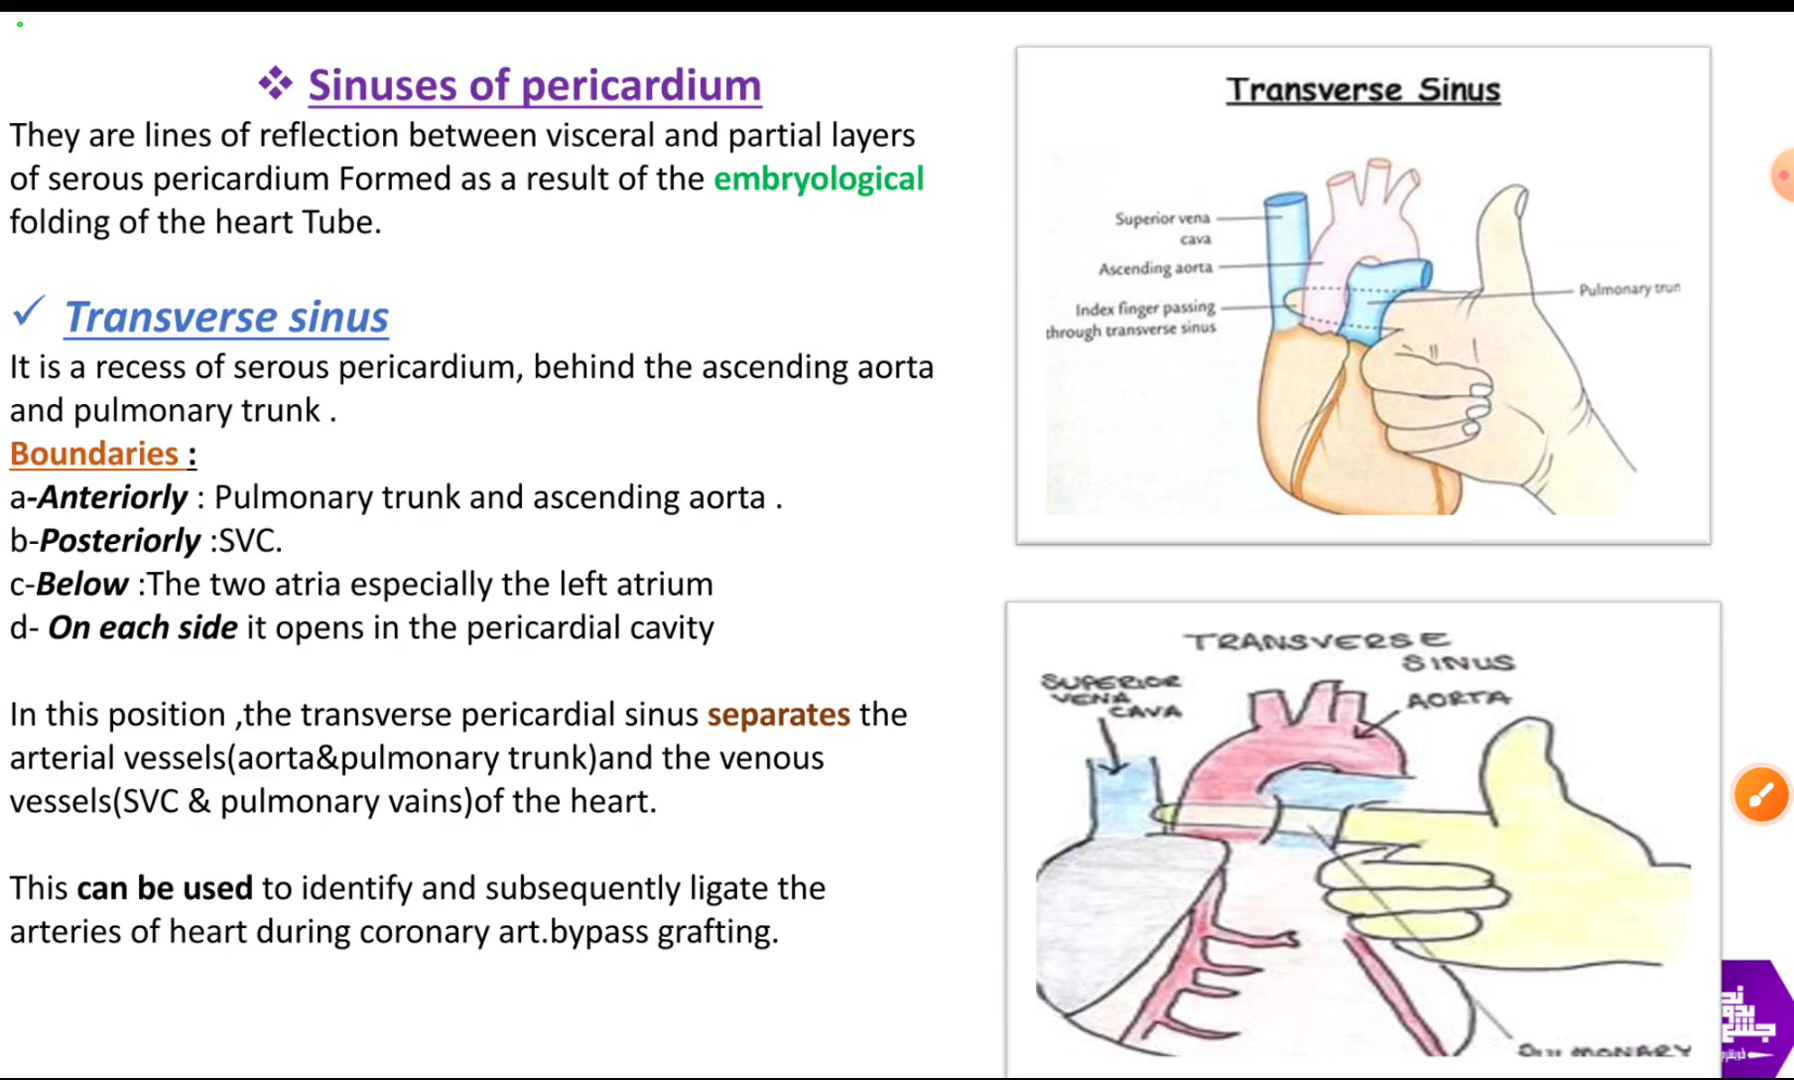 ❖ Sinuses of pericardium
They are lines of reflection between visceral and partial layers
of serous pericardium Formed as a result of the embryological
folding of the heart Tube.
✓ Transverse sinus
It is a recess of serous pericardium, behind the ascending aorta
and pulmonary trunk .
Boundaries :
a-Anteriorly : Pulmonary trunk and ascending aorta .
b-Posteriorly :SVC.
c-Below :The two atria especially the left atrium
d- On each side it opens in the pericardial cavity
In this position ,the transverse pericardial sinus separates the
arterial vessels(aorta&pulmonary trunk)and the venous
vessels(SVC & pulmonary vains)of the heart.
This can be used to identify and subsequently ligate the
arteries of heart during coronary art.bypass grafting.
Transverse Sinus
Superior vena
cava
Ascending aorta
Index finger passing
through transverse sinus
Pulmonary trun
TRANSVERSE
SINUS
SUPERIOR
VENA
CAVA
AORTA
PULMONARY